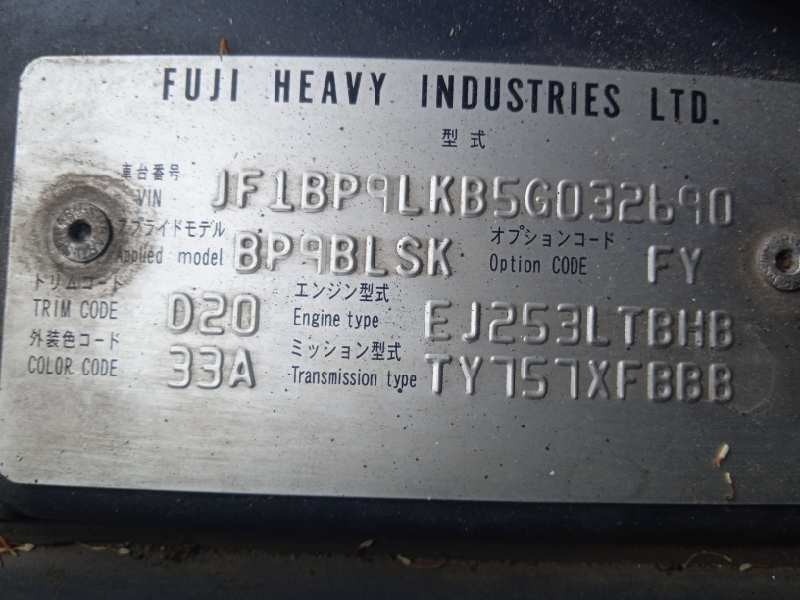 FUJI HEAVY INDUSTRIES LTD.
型式
車台番号
VIN JF1BP9LKB5G032690
アプライドモデル オプションコード
Applied model BP9BLSK Option CODE FY
トリムコード エンジン型式
TRIM CODE D20 Engine type EJ253LTBHB
外装色コード ミッション型式
COLOR CODE 33A Transmission type TY757XFBBB